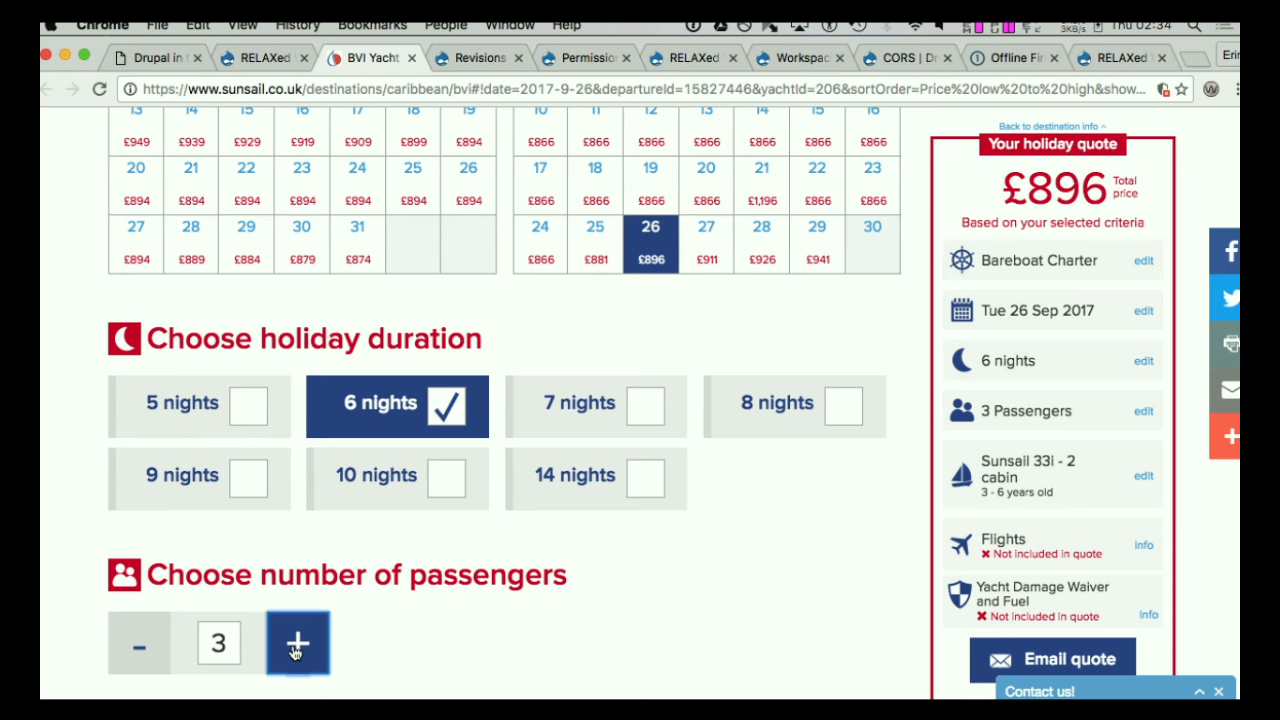 Chrome File Edit View History Bookmarks People Window Help Thu 02:34
3KB/s
Drupal in RELAXed BVI Yacht Revisions Permission RELAXed Workspac CORS | Dr Offline Fir RELAXed Erin
https://www.sunsail.co.uk/destinations/caribbean/bvi#!date=2017-9-26&departureId=15827446&yachtId=206&sortOrder=Price%20low%20to%20high&show...
13 14 15 16 17 18 19 10 11 12 13 14 15 16
£949 £939 £929 £919 £909 £899 £894 £866 £866 £866 £866 £866 £866 £866
20 21 22 23 24 25 26 17 18 19 20 21 22 23
£894 £894 £894 £894 £894 £894 £894 £866 £866 £866 £866 £1,196 £866 £866
27 28 29 30 31 24 25 26 27 28 29 30
£894 £889 £884 £879 £874 £866 £881 £896 £911 £926 £941
Choose holiday duration
5 nights 6 nights 7 nights 8 nights
9 nights 10 nights 14 nights
Choose number of passengers
- 3 +
Back to destination info
Your holiday quote
£896 Total price
Based on your selected criteria
Bareboat Charter edit
Tue 26 Sep 2017 edit
6 nights edit
3 Passengers edit
Sunsail 33i - 2
cabin edit
3 - 6 years old
Flights
Not included in quote info
Yacht Damage Waiver
and Fuel
Not included in quote info
Email quote
Contact us!